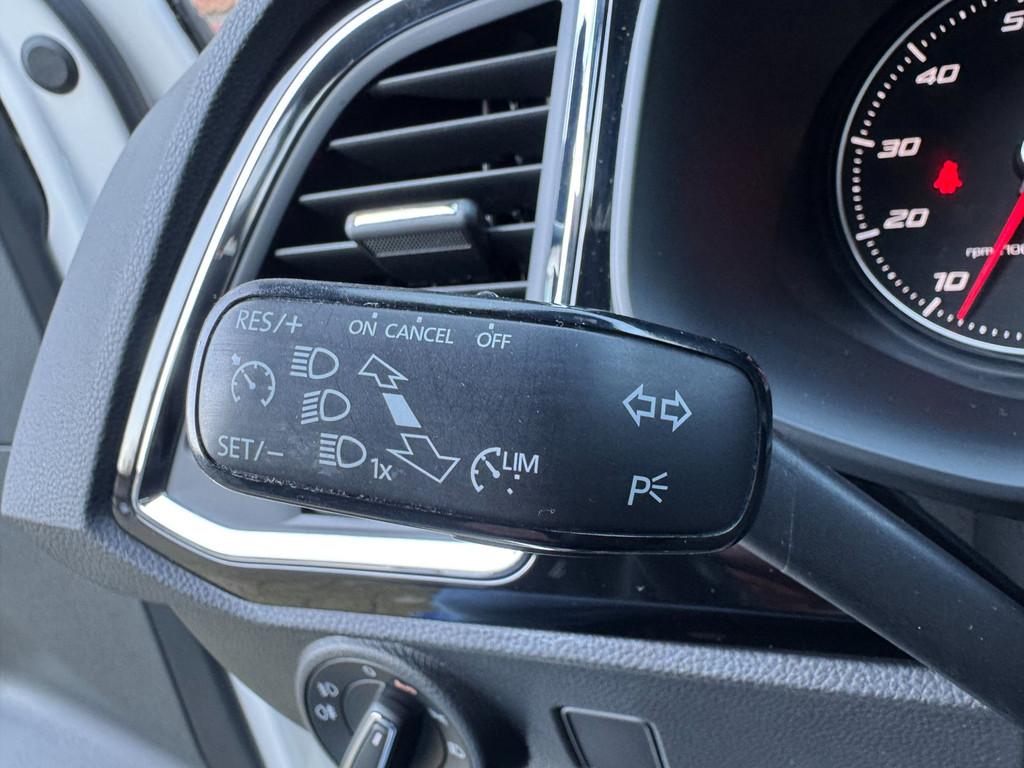 40
30
20
10
RES/+
ON CANCEL OFF
SET/−
1x
LIM
P